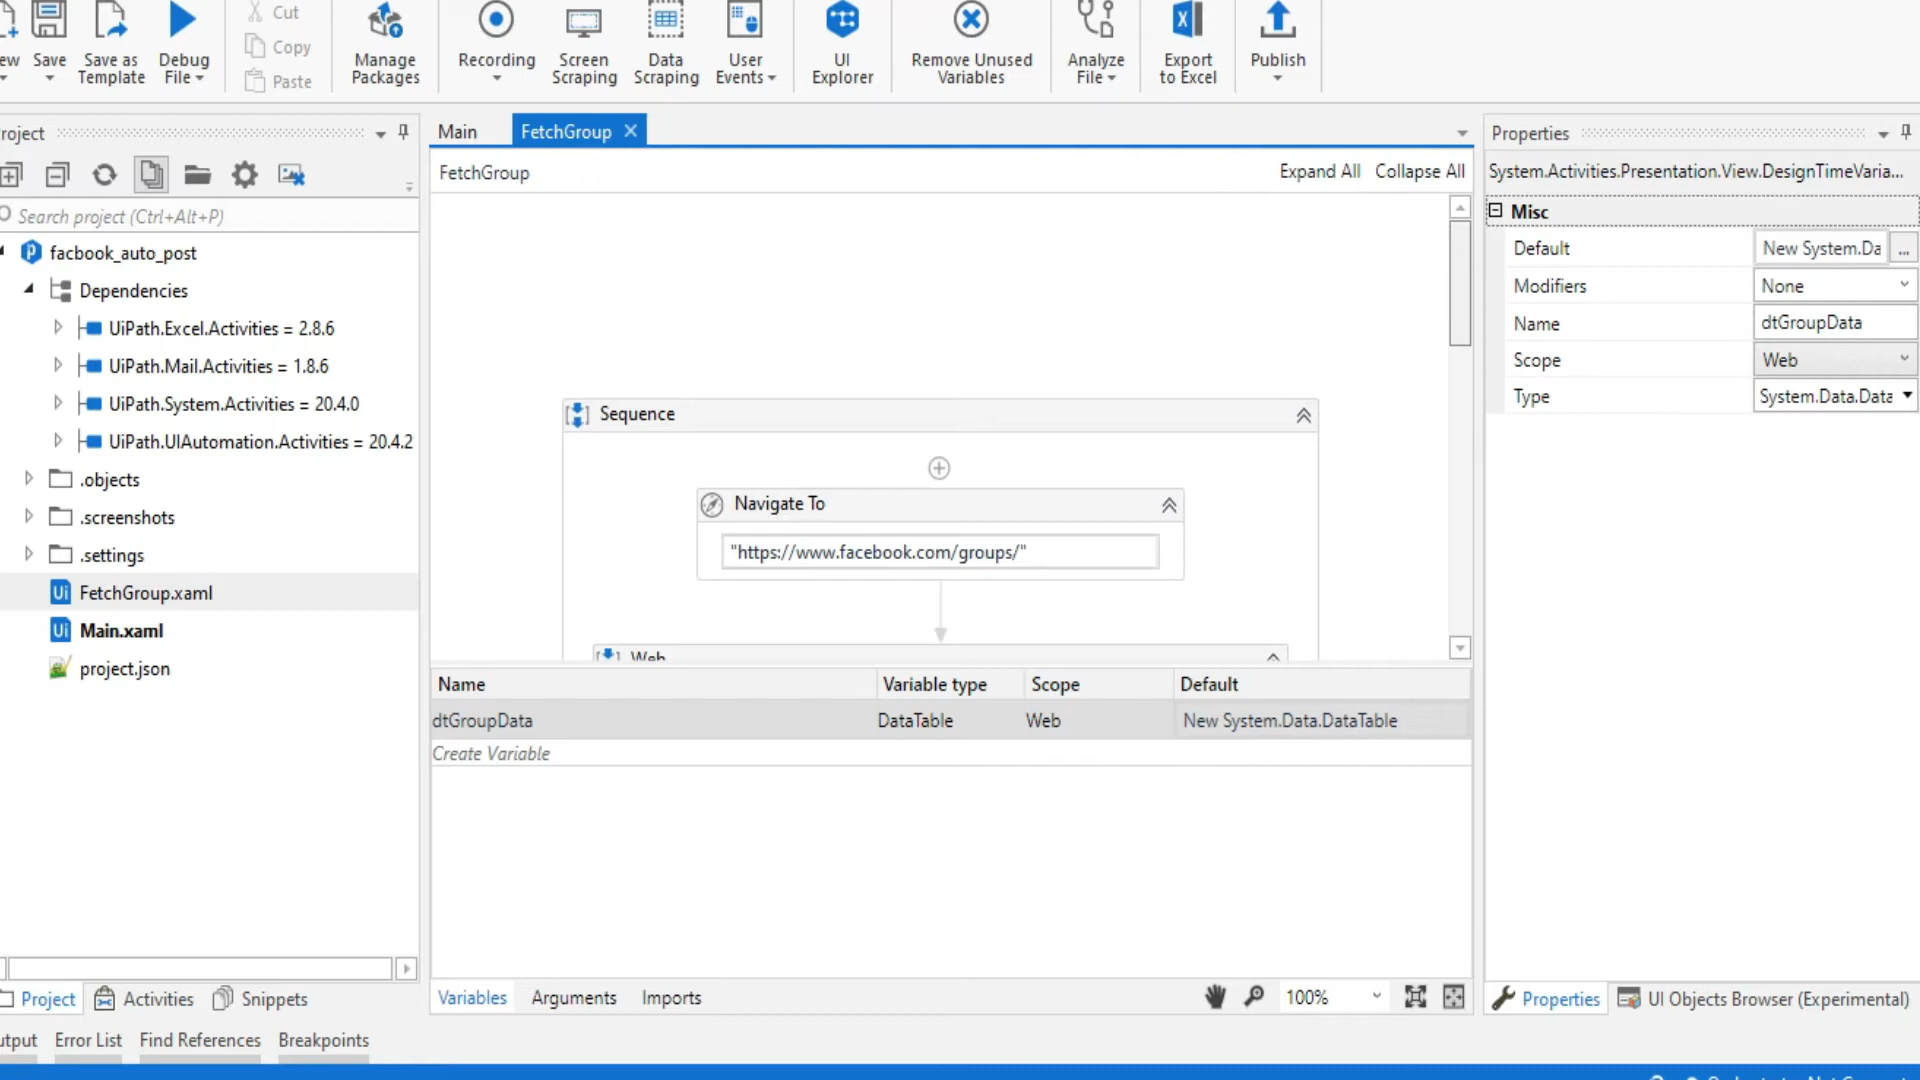 ew Save Save as Template Debug File
Cut
Copy
Paste
Manage Packages
Recording
Screen Scraping
Data Scraping
User Events
UI Explorer
Remove Unused Variables
Analyze File
Export to Excel
Publish
roject
Search project (Ctrl+Alt+P)
facbook_auto_post
Dependencies
UiPath.Excel.Activities = 2.8.6
UiPath.Mail.Activities = 1.8.6
UiPath.System.Activities = 20.4.0
UiPath.UIAutomation.Activities = 20.4.2
.objects
.screenshots
.settings
Ui FetchGroup.xaml
Ui Main.xaml
project.json
Project Activities Snippets
Main FetchGroup
FetchGroup Expand All Collapse All
Sequence
Navigate To
"https://www.facebook.com/groups/"
Web
Name Variable type Scope Default
dtGroupData DataTable Web New System.Data.DataTable
Create Variable
Variables Arguments Imports 100%
Properties
System.Activities.Presentation.View.DesignTimeVaria...
Misc
Default New System.Da ...
Modifiers None
Name dtGroupData
Scope Web
Type System.Data.Data
Properties UI Objects Browser (Experimental)
utput Error List Find References Breakpoints